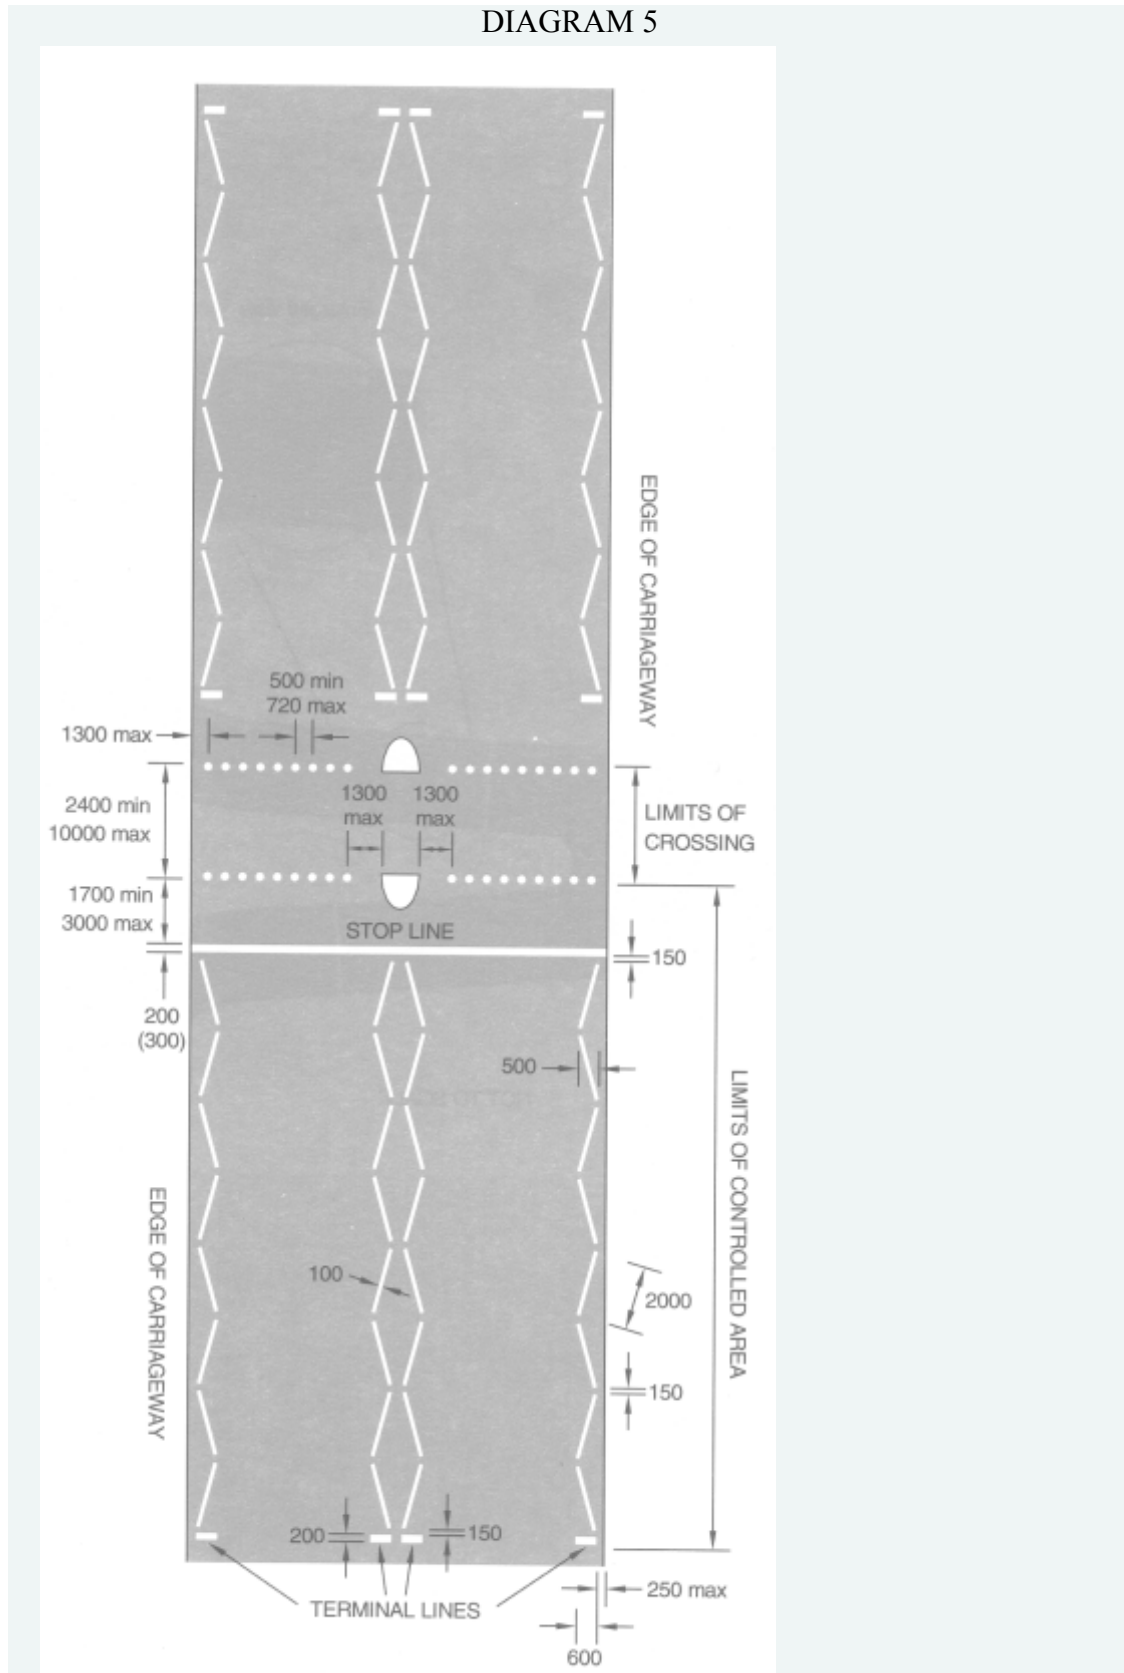 DIAGRAM 5
EDGE OF CARRIAGEWAY
500 min
720 max
1300 max
2400 min
10000 max
1300
max
1300
max
LIMITS OF
CROSSING
1700 min
3000 max
STOP LINE
150
200
(300)
500
LIMITS OF CONTROLLED AREA
EDGE OF CARRIAGEWAY
100
2000
150
200
150
250 max
TERMINAL LINES
600